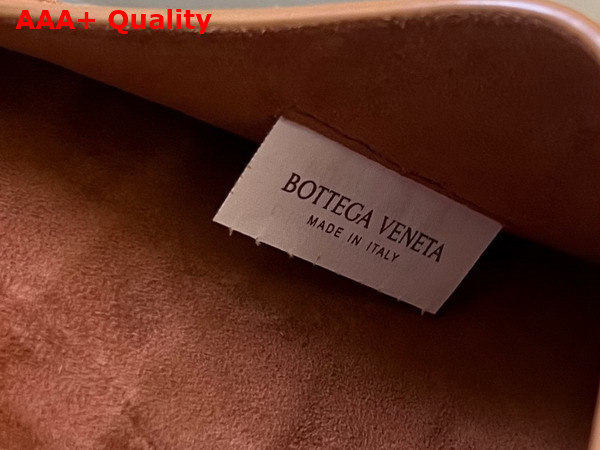 AAA+ Quality
BOTTEGA VENETA
MADE IN ITALY